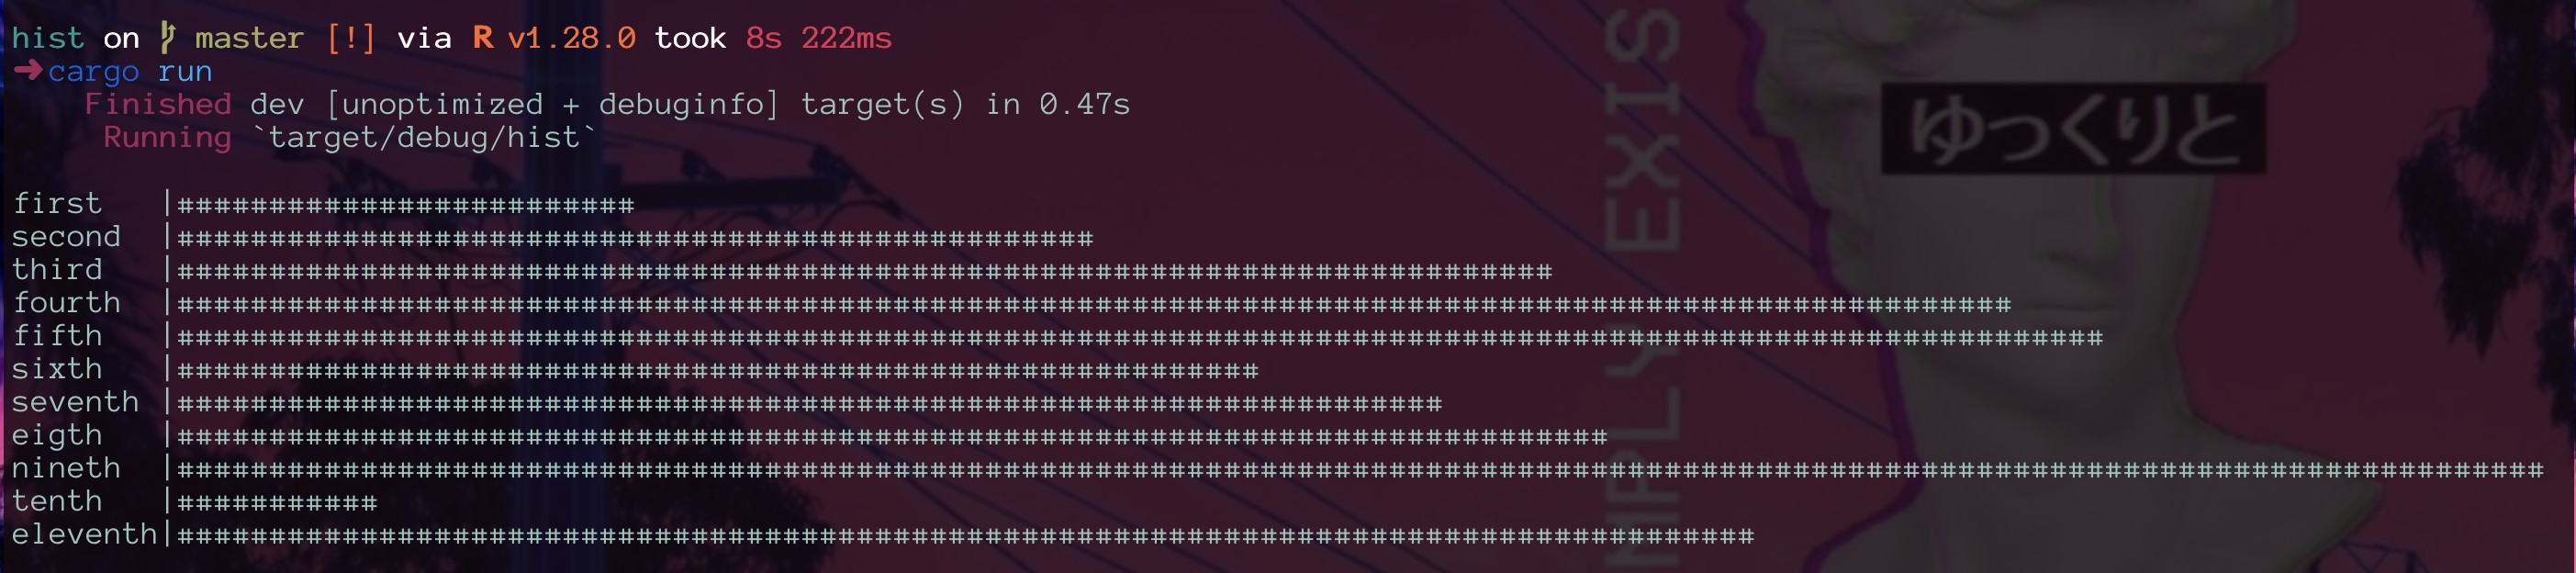 hist on master [!] via R v1.28.0 took 8s 222ms
➜cargo run
    Finished dev [unoptimized + debuginfo] target(s) in 0.47s
     Running `target/debug/hist`
first   |#########################
second  |##################################################
third   |###########################################################################
fourth  |####################################################################################################
fifth   |#########################################################################################################
sixth   |###########################################################
seventh |#####################################################################
eigth   |##############################################################################
nineth  |#################################################################################################################################
tenth   |###########
eleventh|######################################################################################
MPLY EXIS
ゆっくりと